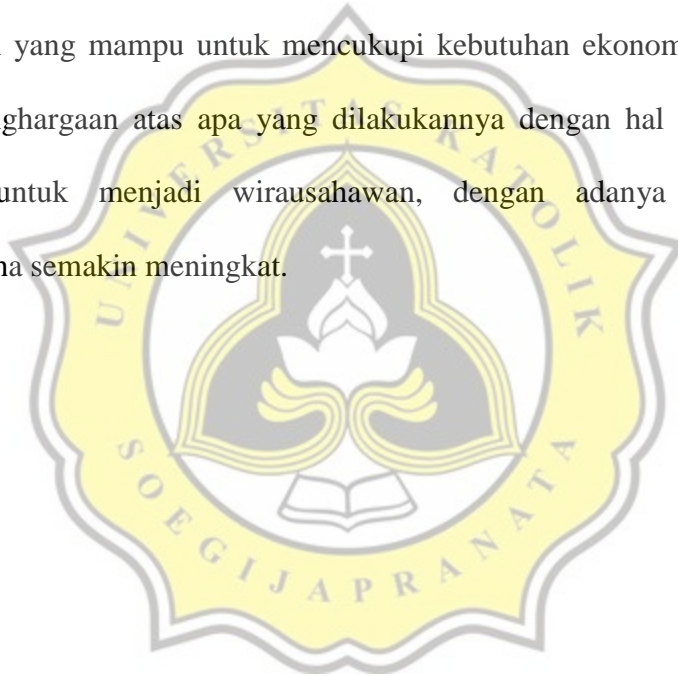 yang mampu untuk mencukupi kebutuhan ekonom
nghargaan atas apa yang dilakukannya dengan hal
untuk menjadi wirausahawan, dengan adanya
na semakin meningkat.
UNIVERSITAS KATOLIK
SOEGIJAPRANATA